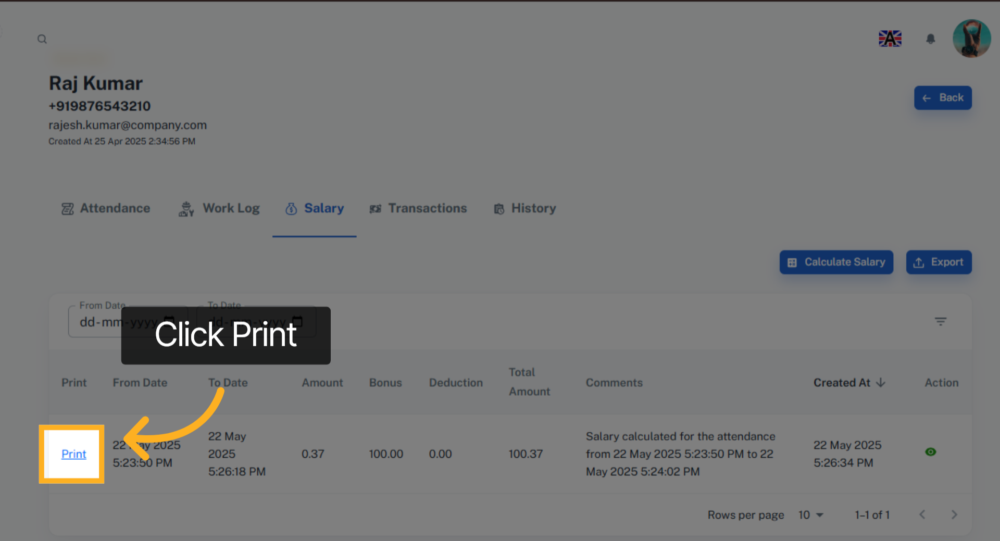 A
Raj Kumar
+919876543210
rajesh.kumar@company.com
Created At 25 Apr 2025 2:34:56 PM
Back
Attendance
Work Log
Salary
Transactions
History
Calculate Salary
Export
From Date
To Date
dd-mm-yyyy
dd-mm-yyyy
Click Print
Print
From Date
To Date
Amount
Bonus
Deduction
Total
Amount
Comments
Created At
Action
Print
22 May 2025
5:23:50 PM
22 May
2025
5:26:18 PM
0.37
100.00
0.00
100.37
Salary calculated for the attendance
from 22 May 2025 5:23:50 PM to 22
May 2025 5:24:02 PM
22 May 2025
5:26:34 PM
Rows per page
10
1–1 of 1